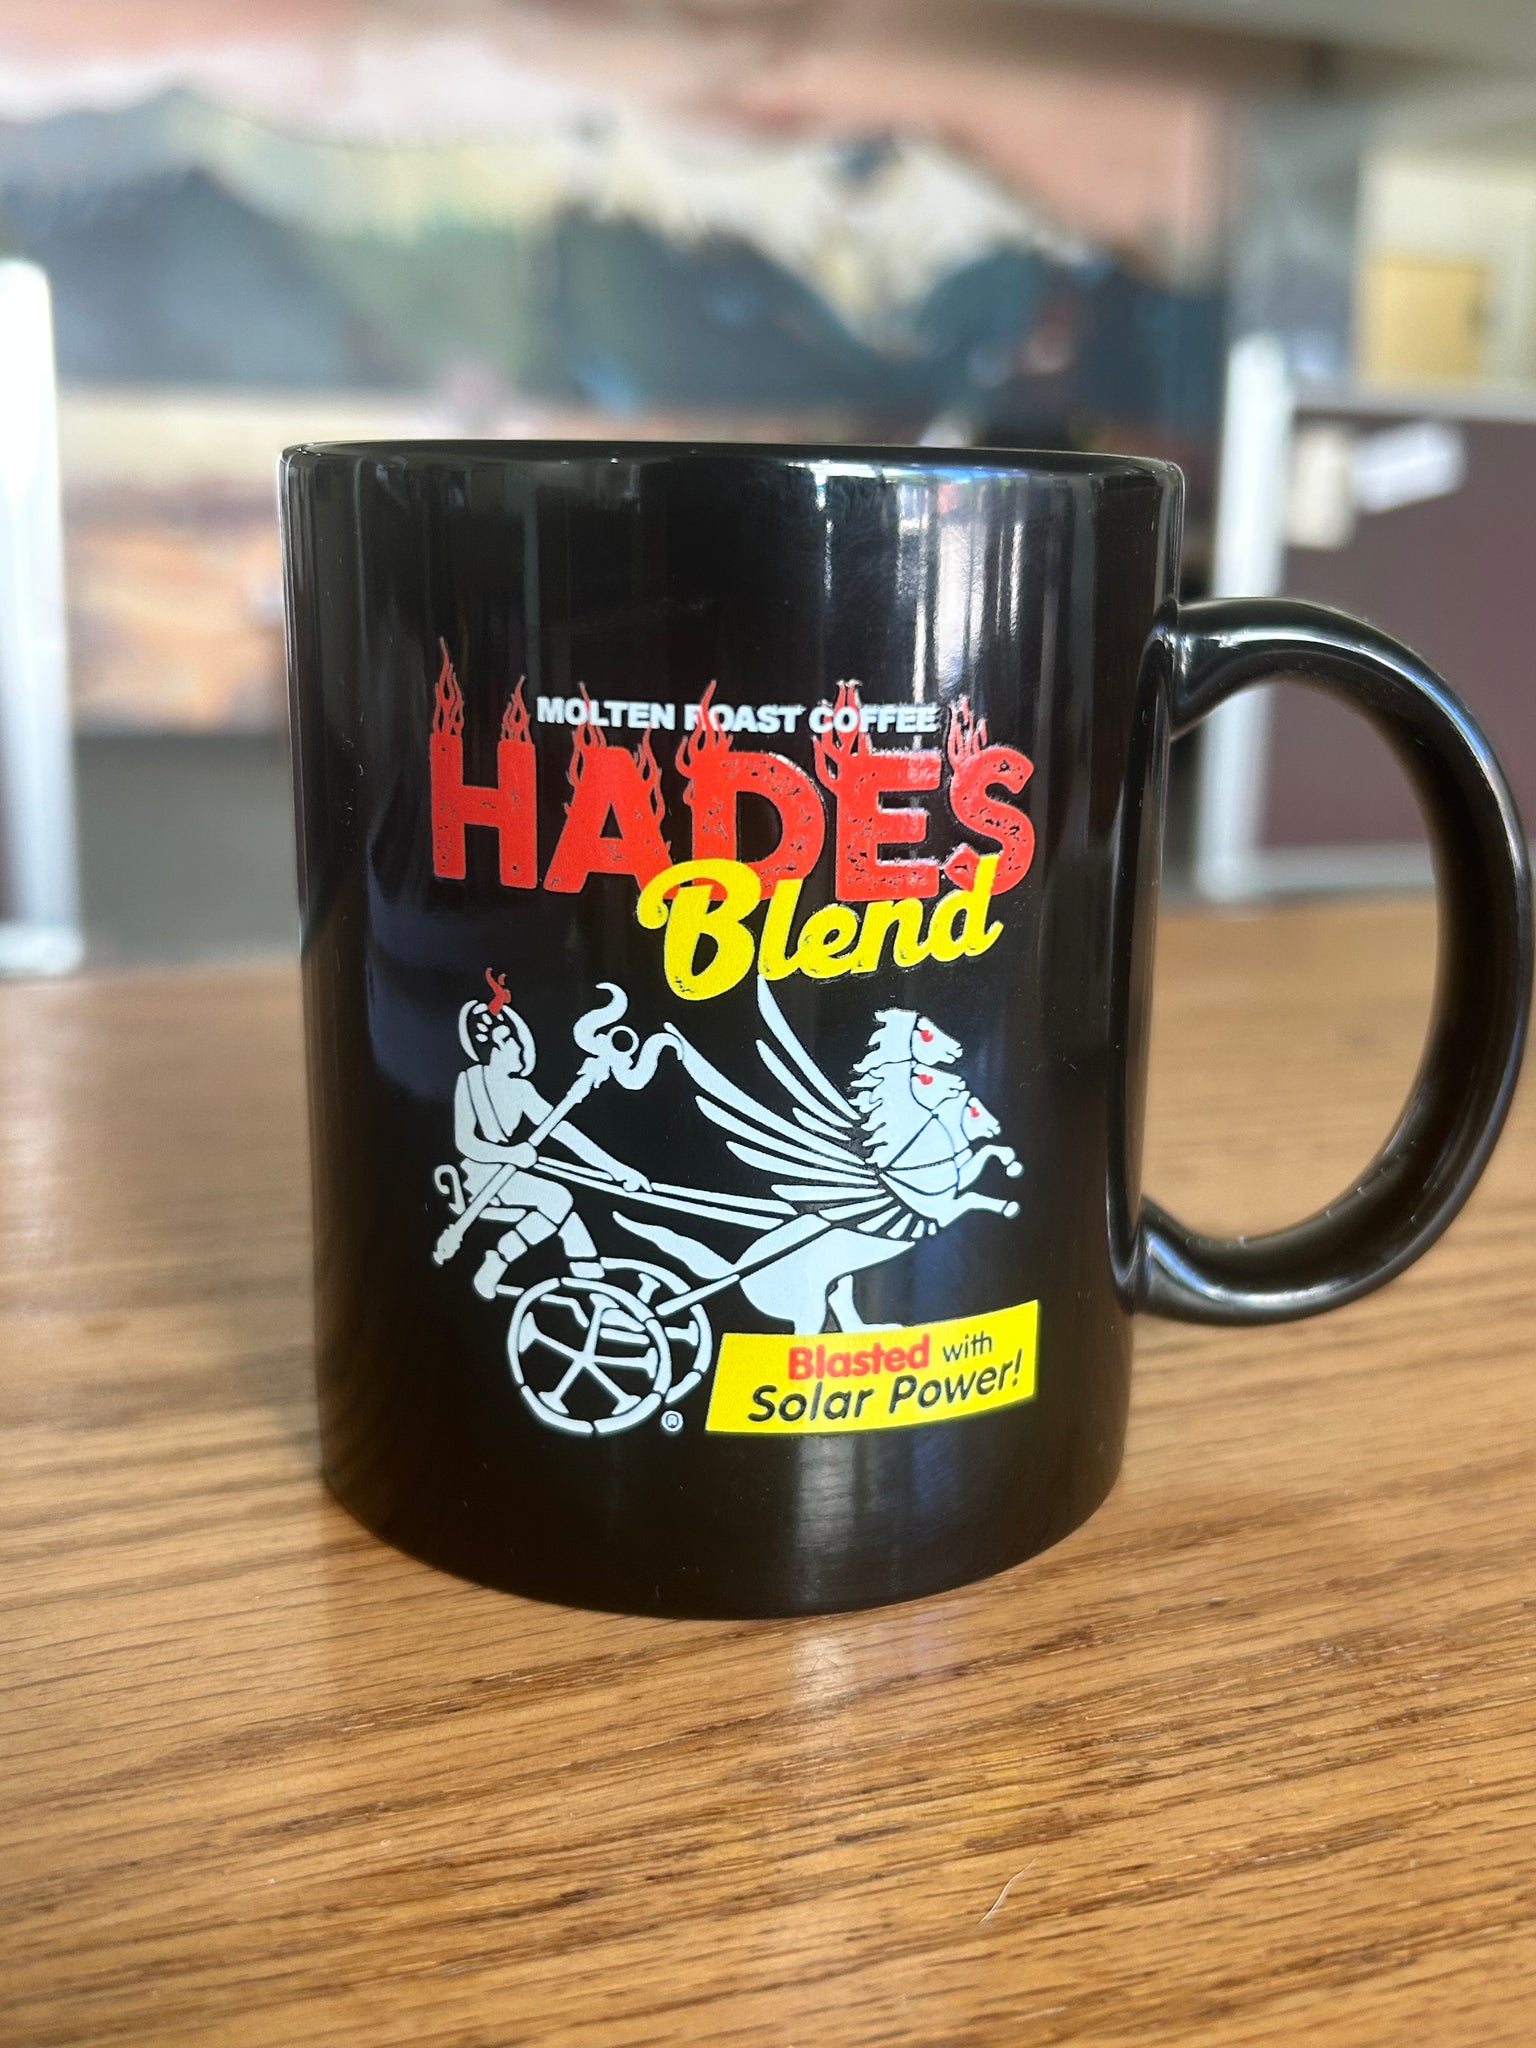 MOLTEN ROAST COFFEE
HADES
Blend
Blasted with
Solar Power!
®